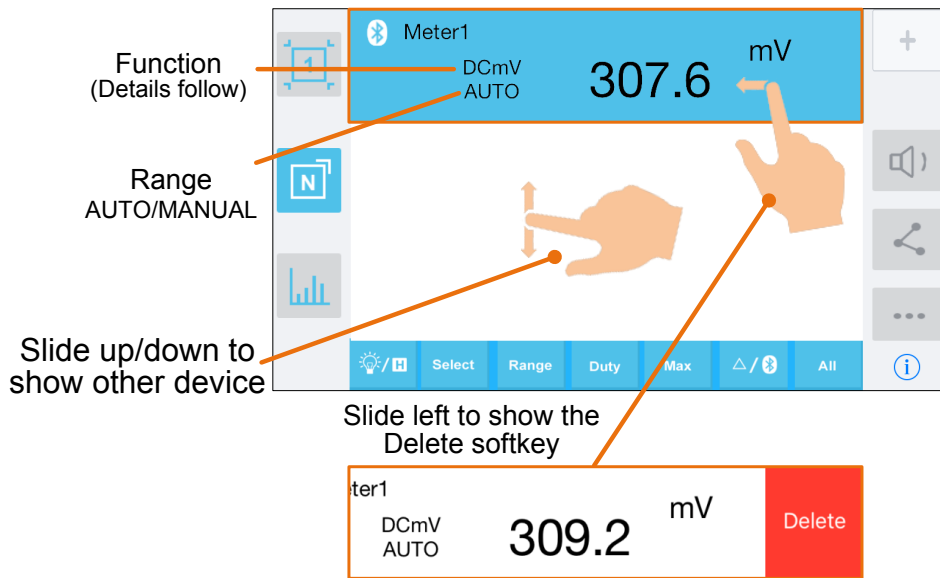 Function
(Details follow)
Range
AUTO/MANUAL
Slide up/down to
show other device
1
N
Meter1
DCmV
AUTO
307.6
mV
+
/H
Select
Range
Duty
Max
△/
All
i
Slide left to show the
Delete softkey
ter1
DCmV
AUTO
309.2
mV
Delete